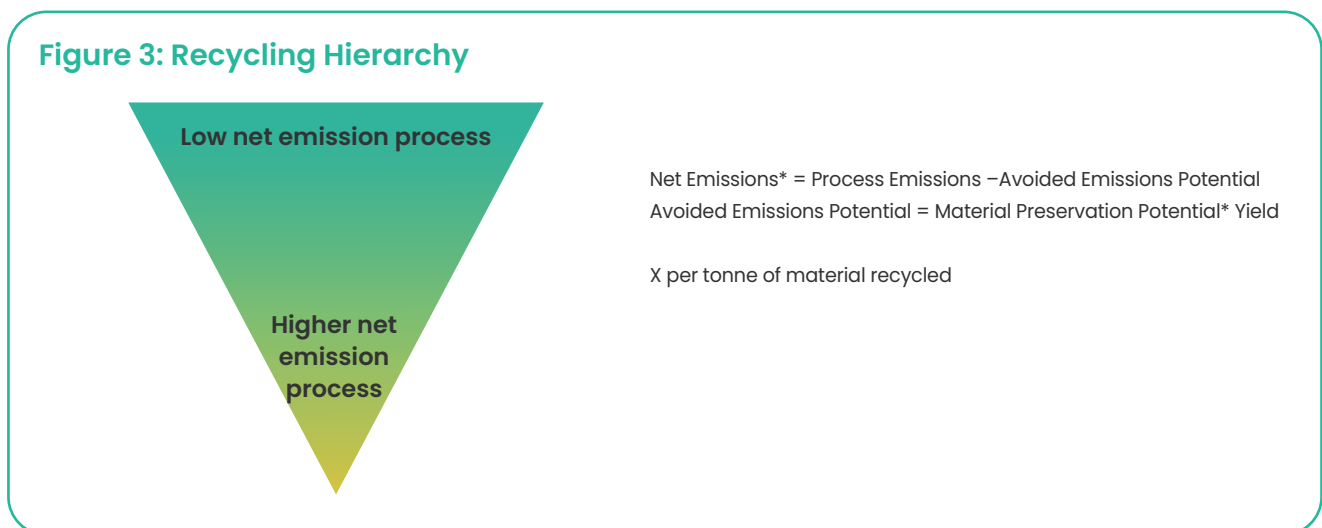 Figure 3: Recycling Hierarchy
Low net emission process
Higher net
emission
process
Net Emissions* = Process Emissions –Avoided Emissions Potential
Avoided Emissions Potential = Material Preservation Potential* Yield
X per tonne of material recycled